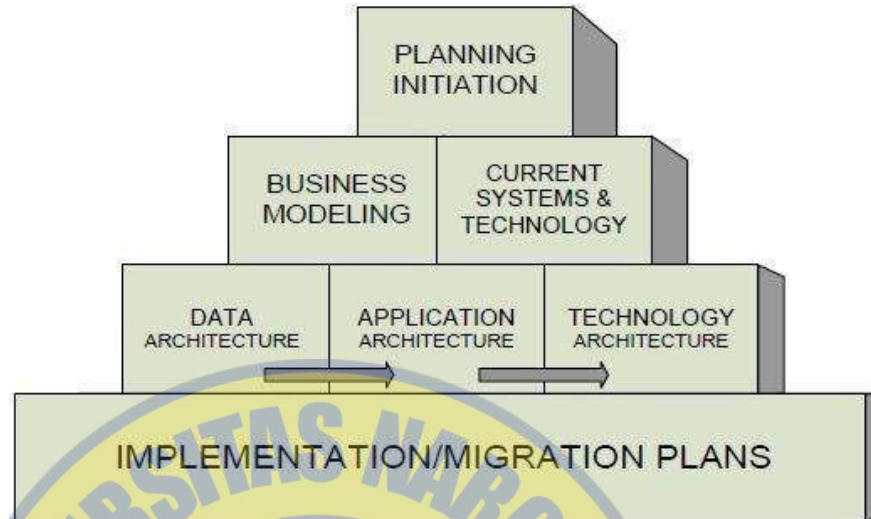 PLANNING
INITIATION
BUSINESS
MODELING
CURRENT
SYSTEMS &
TECHNOLOGY
DATA
ARCHITECTURE
APPLICATION
ARCHITECTURE
TECHNOLOGY
ARCHITECTURE
IMPLEMENTATION/MIGRATION PLANS